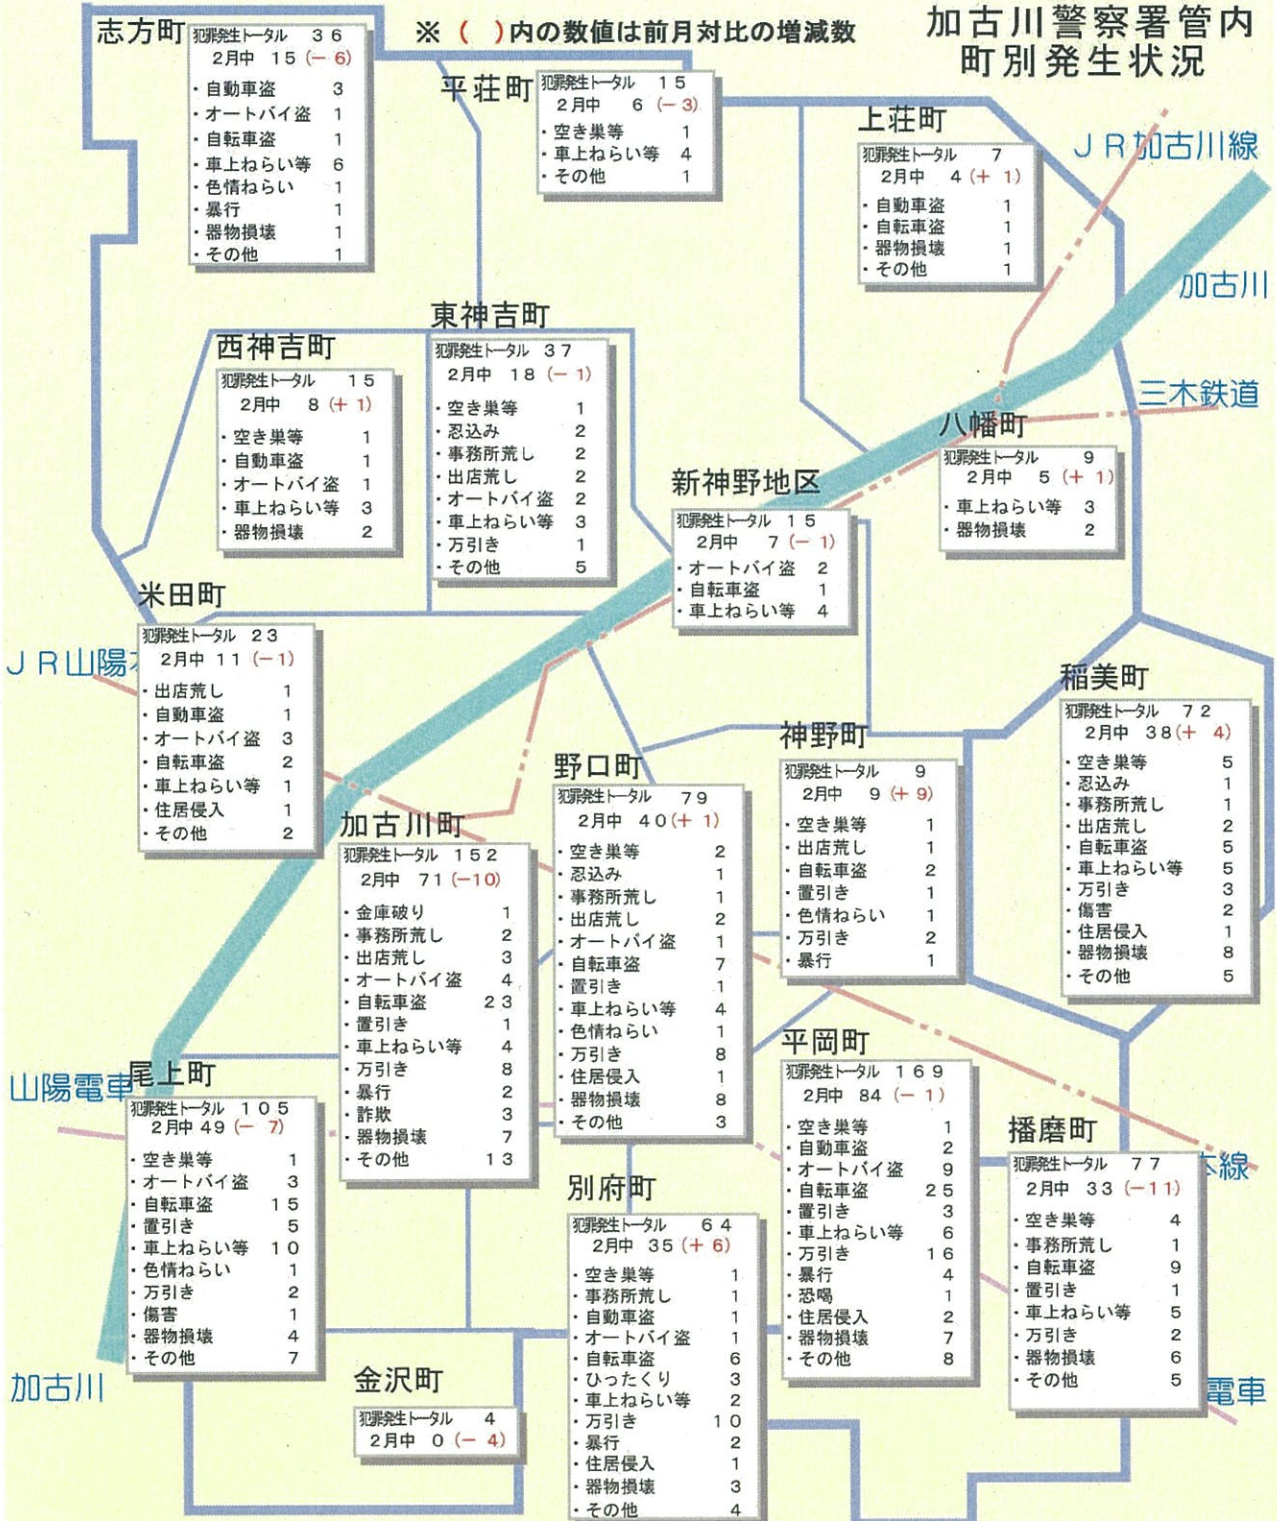 加古川警察署管内
町別発生状況
※（　）内の数値は前月対比の増減数
志方町
犯罪発生トータル 36
2月中 15 (－6)
・自動車盗 3
・オートバイ盗 1
・自転車盗 1
・車上ねらい等 6
・色情ねらい 1
・暴行 1
・器物損壊 1
・その他 1
平荘町
犯罪発生トータル 15
2月中 6 (－3)
・空き巣等 1
・車上ねらい等 4
・その他 1
上荘町
犯罪発生トータル 7
2月中 4 (＋1)
・自動車盗 1
・自転車盗 1
・器物損壊 1
・その他 1
ＪＲ加古川線
加古川
三木鉄道
西神吉町
犯罪発生トータル 15
2月中 8 (＋1)
・空き巣等 1
・自動車盗 1
・オートバイ盗 1
・車上ねらい等 3
・器物損壊 2
東神吉町
犯罪発生トータル 37
2月中 18 (－1)
・空き巣等 1
・忍込み 2
・事務所荒し 2
・出店荒し 2
・オートバイ盗 2
・車上ねらい等 3
・万引き 1
・その他 5
八幡町
犯罪発生トータル 9
2月中 5 (＋1)
・車上ねらい等 3
・器物損壊 2
新神野地区
犯罪発生トータル 15
2月中 7 (－1)
・オートバイ盗 2
・自転車盗 1
・車上ねらい等 4
米田町
犯罪発生トータル 23
2月中 11 (－1)
・出店荒し 1
・自動車盗 1
・オートバイ盗 3
・自転車盗 2
・車上ねらい等 1
・住居侵入 1
・その他 2
ＪＲ山陽
稲美町
犯罪発生トータル 72
2月中 38 (＋4)
・空き巣等 5
・忍込み 1
・事務所荒し 1
・出店荒し 2
・自転車盗 5
・車上ねらい等 5
・万引き 3
・傷害 2
・住居侵入 1
・器物損壊 8
・その他 5
神野町
犯罪発生トータル 9
2月中 9 (＋9)
・空き巣等 1
・出店荒し 1
・自転車盗 2
・置引き 1
・色情ねらい 1
・万引き 2
・暴行 1
野口町
犯罪発生トータル 79
2月中 40 (＋1)
・空き巣等 2
・忍込み 1
・事務所荒し 1
・出店荒し 2
・オートバイ盗 1
・自転車盗 7
・置引き 1
・車上ねらい等 4
・色情ねらい 1
・万引き 8
・住居侵入 1
・器物損壊 8
・その他 3
加古川町
犯罪発生トータル 152
2月中 71 (－10)
・金庫破り 1
・事務所荒し 2
・出店荒し 3
・オートバイ盗 4
・自転車盗 23
・置引き 1
・車上ねらい等 4
・万引き 8
・暴行 2
・詐欺 3
・器物損壊 7
・その他 13
山陽電車
尾上町
犯罪発生トータル 105
2月中 49 (－7)
・空き巣等 1
・オートバイ盗 3
・自転車盗 15
・置引き 5
・車上ねらい等 10
・色情ねらい 1
・万引き 2
・傷害 1
・器物損壊 4
・その他 7
平岡町
犯罪発生トータル 169
2月中 84 (－1)
・空き巣等 1
・自動車盗 2
・オートバイ盗 9
・自転車盗 25
・置引き 3
・車上ねらい等 6
・万引き 16
・暴行 4
・恐喝 1
・住居侵入 2
・器物損壊 7
・その他 8
播磨町
犯罪発生トータル 77
2月中 33 (－11)
・空き巣等 4
・事務所荒し 1
・自転車盗 9
・置引き 1
・車上ねらい等 5
・万引き 2
・器物損壊 6
・その他 5
本線
電車
別府町
犯罪発生トータル 64
2月中 35 (＋6)
・空き巣等 1
・事務所荒し 1
・自動車盗 1
・オートバイ盗 1
・自転車盗 6
・ひったくり 3
・車上ねらい等 2
・万引き 10
・暴行 2
・住居侵入 1
・器物損壊 3
・その他 4
金沢町
犯罪発生トータル 4
2月中 0 (－4)
加古川